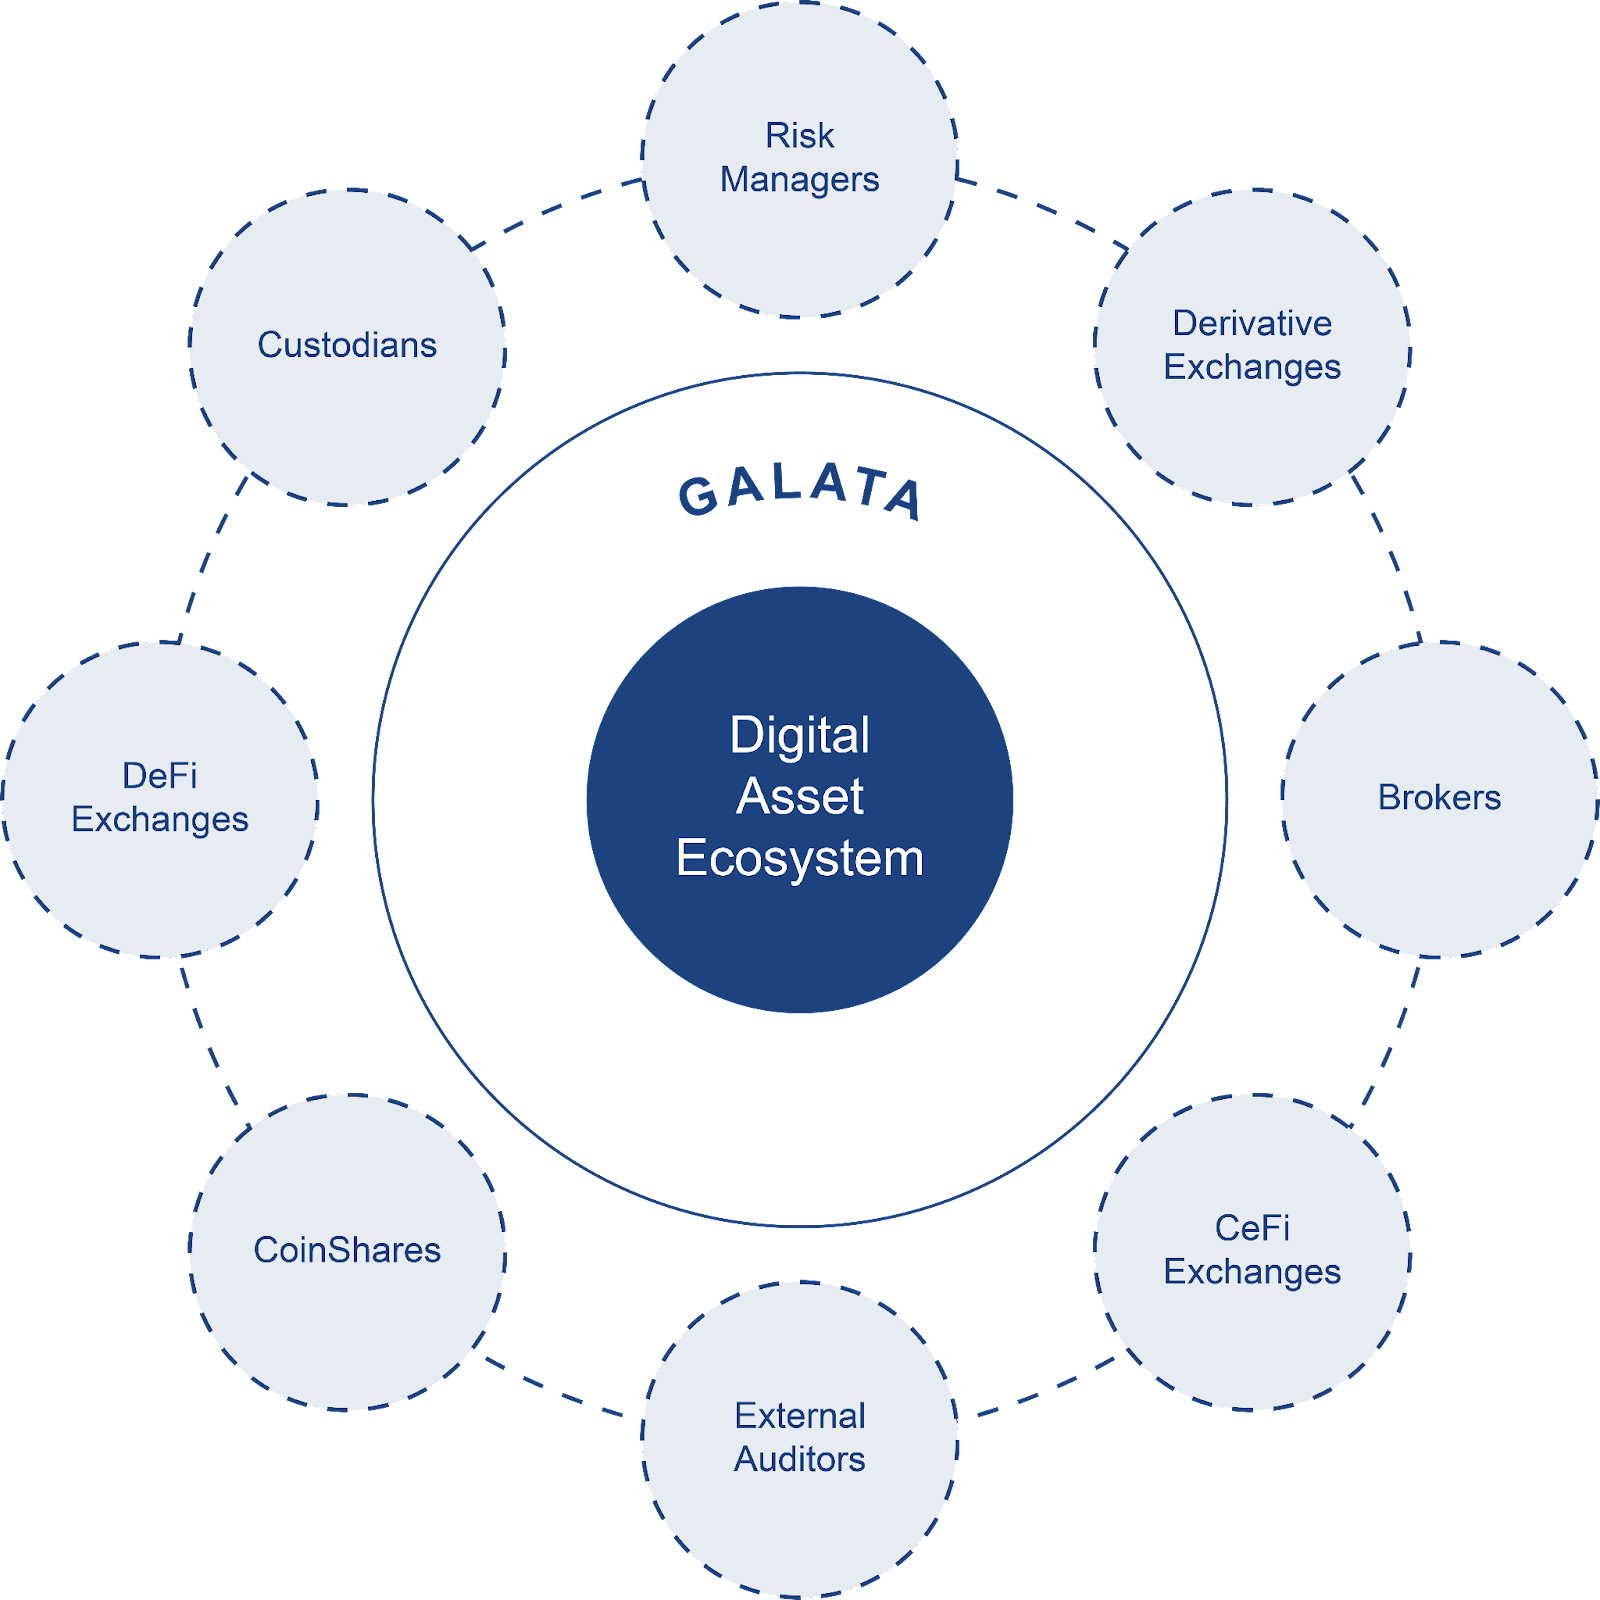 Risk
Managers
Derivative
Exchanges
Custodians
GALATA
Digital
Asset
Ecosystem
DeFi
Exchanges
Brokers
CoinShares
CeFi
Exchanges
External
Auditors